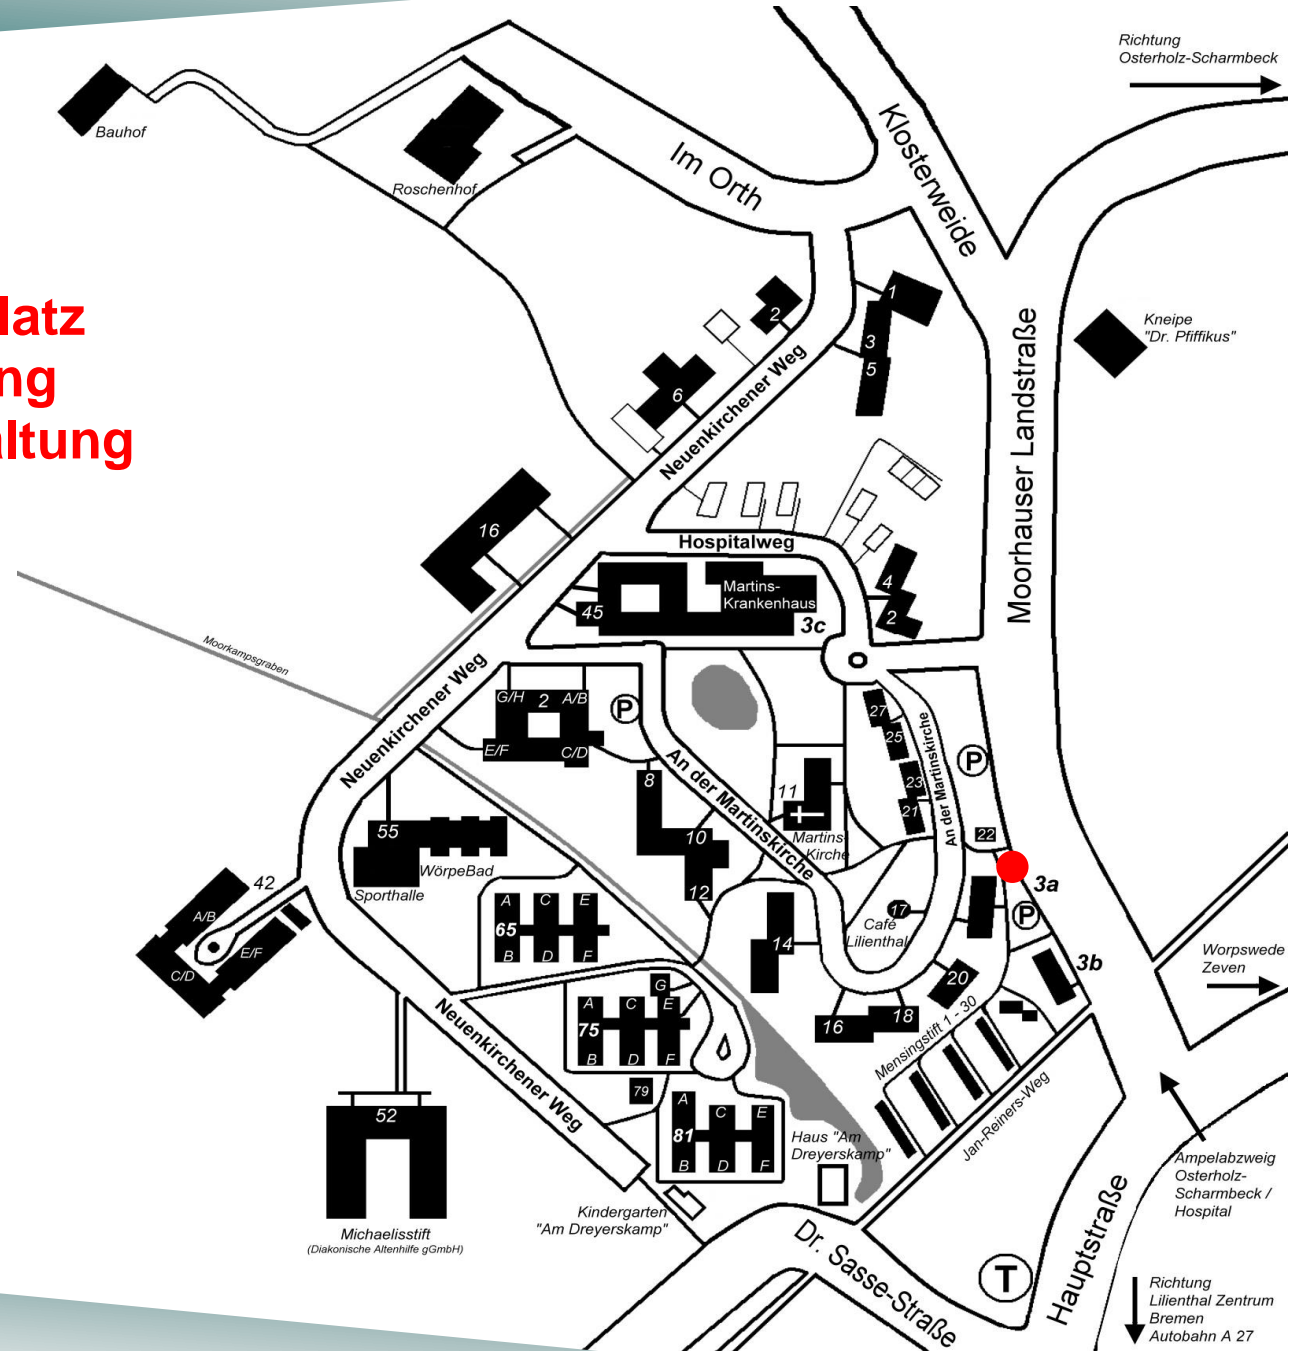 Richtung
Osterholz-Scharmbeck
Bauhof
Roschenhof
Im Orth
Klosterweide
latz
ng
altung
Kneipe
"Dr. Pfiffikus"
Moorhauser Landstraße
1
2
3
5
6
Neuenkirchener Weg
16
Hospitalweg
Martins-
Krankenhaus
45
3c
4
2
Moorkampsgraben
Neuenkirchener Weg
G/H
2
A/B
E/F
C/D
P
27
25
23
21
An der Martinskirche
P
8
An der Martinskirche
11
Martins-
Kirche
22
10
12
55
WörpeBad
Sporthalle
42
A/B
C/D
E/F
A
C
E
65
B
D
F
14
17
Café
Lilienthal
3a
P
3b
Worpswede
Zeven
20
18
16
Mensingstift 1 - 30
G
A
C
E
75
B
D
F
Neuenkirchener Weg
79
A
C
E
81
B
D
F
52
Michaelisstift
(Diakonische Altenhilfe gGmbH)
Haus "Am
Dreyerskamp"
Kindergarten
"Am Dreyerskamp"
Jan-Reiners-Weg
Ampelabzweig
Osterholz-
Scharmbeck /
Hospital
Dr. Sasse-Straße
T
Hauptstraße
Richtung
Lilienthal Zentrum
Bremen
Autobahn A 27